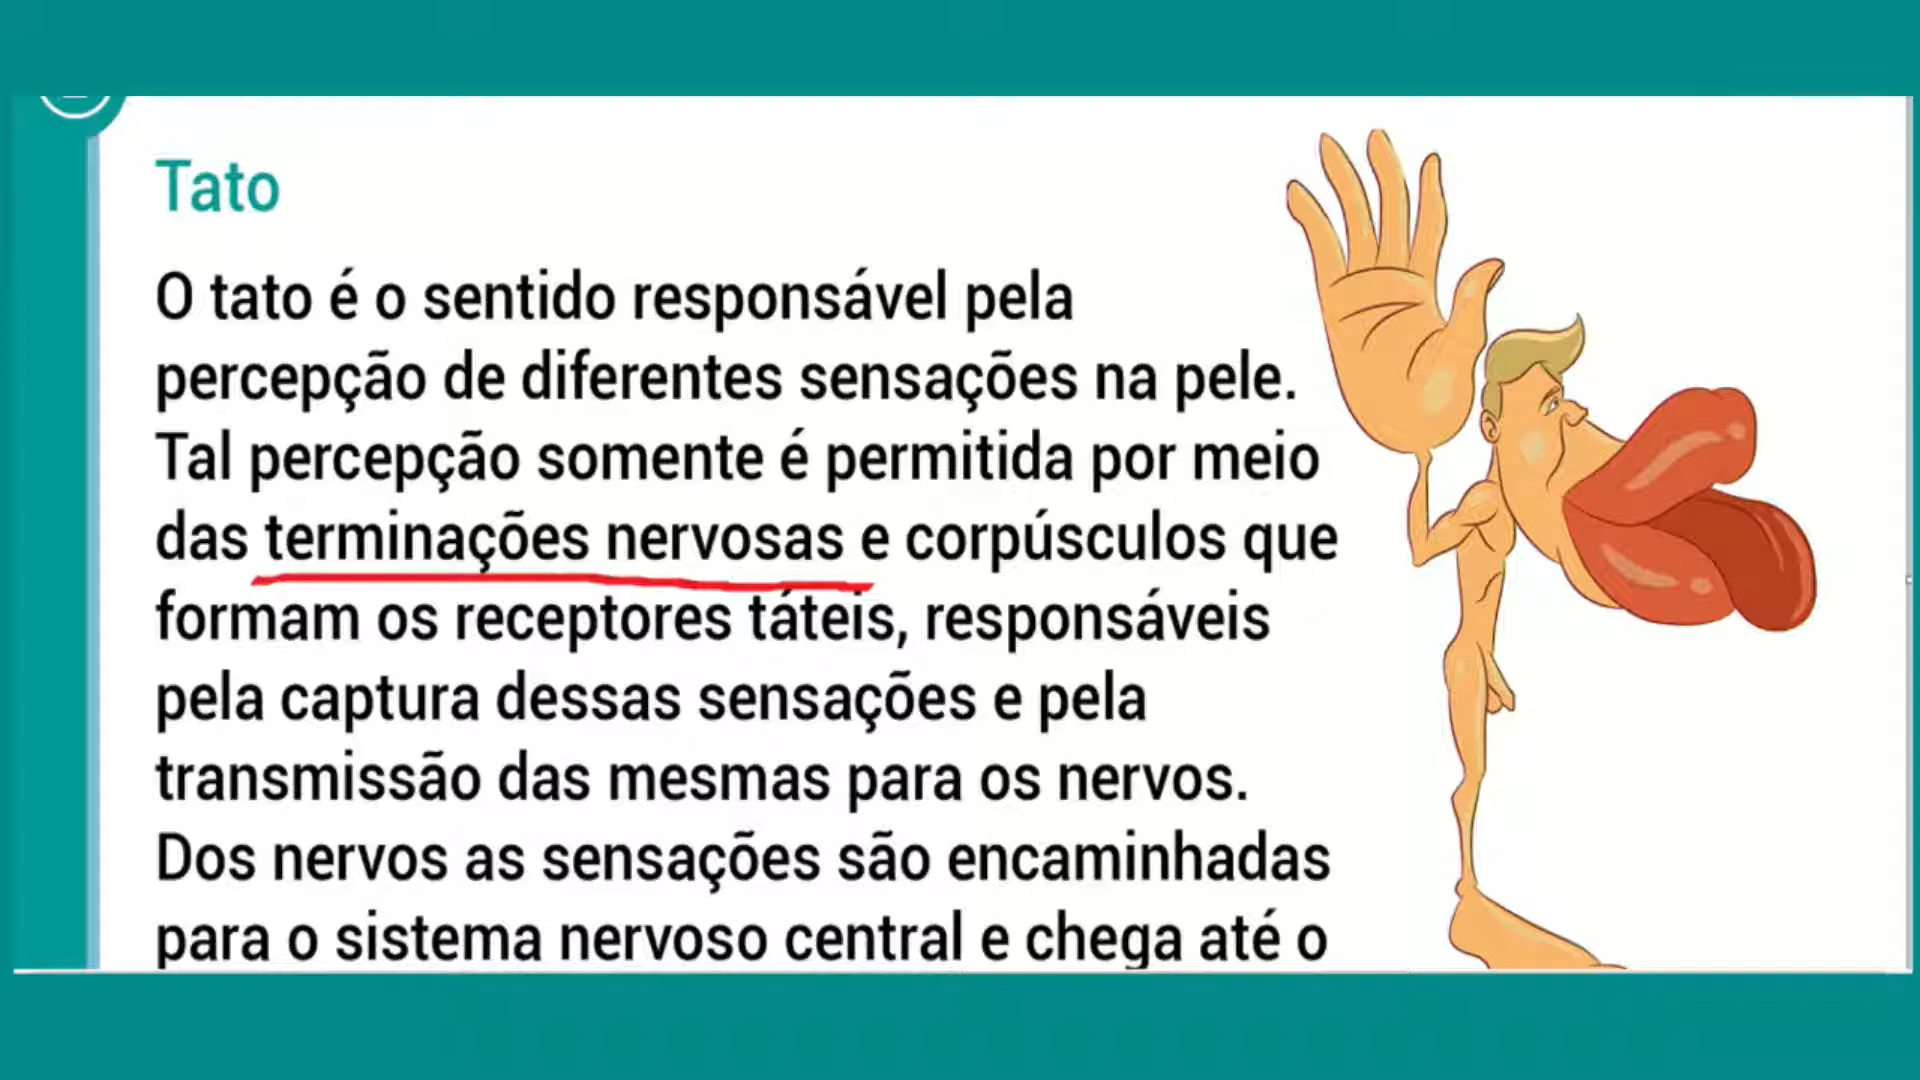 Tato
O tato é o sentido responsável pela
percepção de diferentes sensações na pele.
Tal percepção somente é permitida por meio
das terminações nervosas e corpúsculos que
formam os receptores táteis, responsáveis
pela captura dessas sensações e pela
transmissão das mesmas para os nervos.
Dos nervos as sensações são encaminhadas
para o sistema nervoso central e chega até o